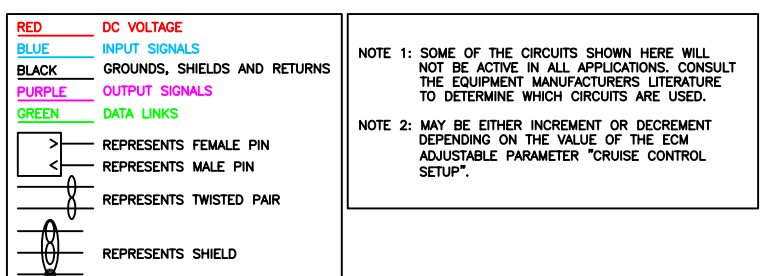 RED DC VOLTAGE
BLUE INPUT SIGNALS
BLACK GROUNDS, SHIELDS AND RETURNS
PURPLE OUTPUT SIGNALS
GREEN DATA LINKS
> REPRESENTS FEMALE PIN
< REPRESENTS MALE PIN
REPRESENTS TWISTED PAIR
REPRESENTS SHIELD
NOTE 1: SOME OF THE CIRCUITS SHOWN HERE WILL
NOT BE ACTIVE IN ALL APPLICATIONS. CONSULT
THE EQUIPMENT MANUFACTURERS LITERATURE
TO DETERMINE WHICH CIRCUITS ARE USED.
NOTE 2: MAY BE EITHER INCREMENT OR DECREMENT
DEPENDING ON THE VALUE OF THE ECM
ADJUSTABLE PARAMETER "CRUISE CONTROL
SETUP".